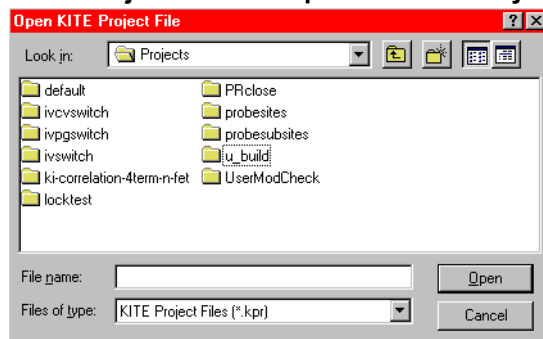 Open KITE Project File
Look in: Projects
default
ivcvswitch
ivpgswitch
ivswitch
ki-correlation-4term-n-fet
locktest
PRclose
probesites
probesubsites
u_build
UserModCheck
File name:
Open
Files of type: KITE Project Files (*.kpr)
Cancel